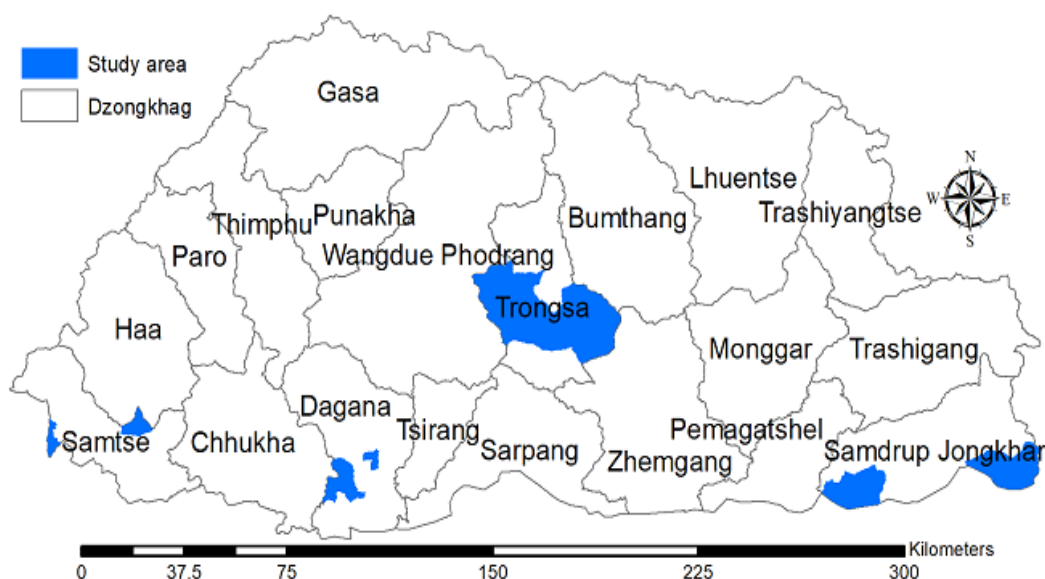 Study area
Dzongkhag
Gasa
Lhuentse
Trashiyangtse
N
W E
S
Thimphu
Punakha
Bumthang
Paro
Wangdue Phodrang
Trongsa
Haa
Monggar
Trashigang
Dagana
Samtse
Chhukha
Tsirang
Sarpang
Zhemgang
Pemagatshel
Samdrup Jongkhar
Kilometers
0 37.5 75 150 225 300